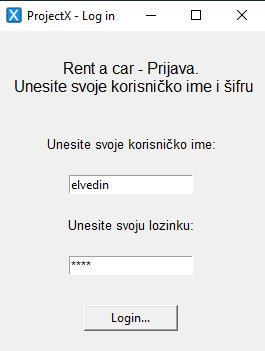 ProjectX - Log in
Rent a car - Prijava.
Unesite svoje korisničko ime i šifru
Unesite svoje korisničko ime:
elvedin
Unesite svoju lozinku:
****
Login...